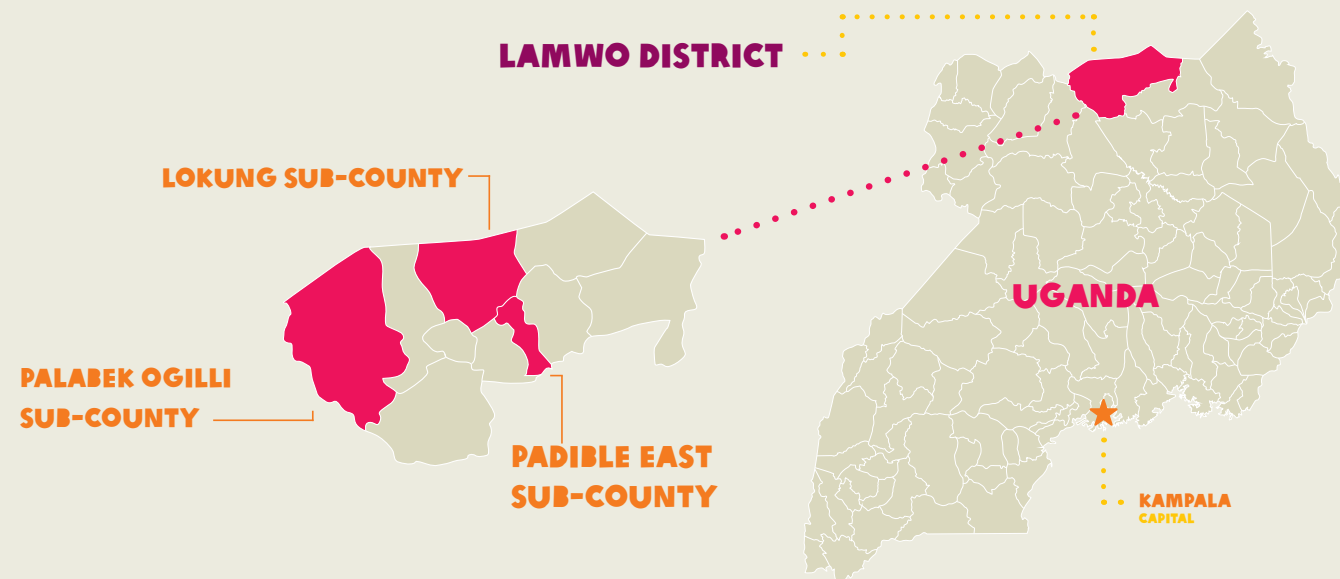 LAMWO DISTRICT
LOKUNG SUB-COUNTY
UGANDA
PALABEK OGILLI
SUB-COUNTY
PADIBLE EAST
SUB-COUNTY
KAMPALA
CAPITAL